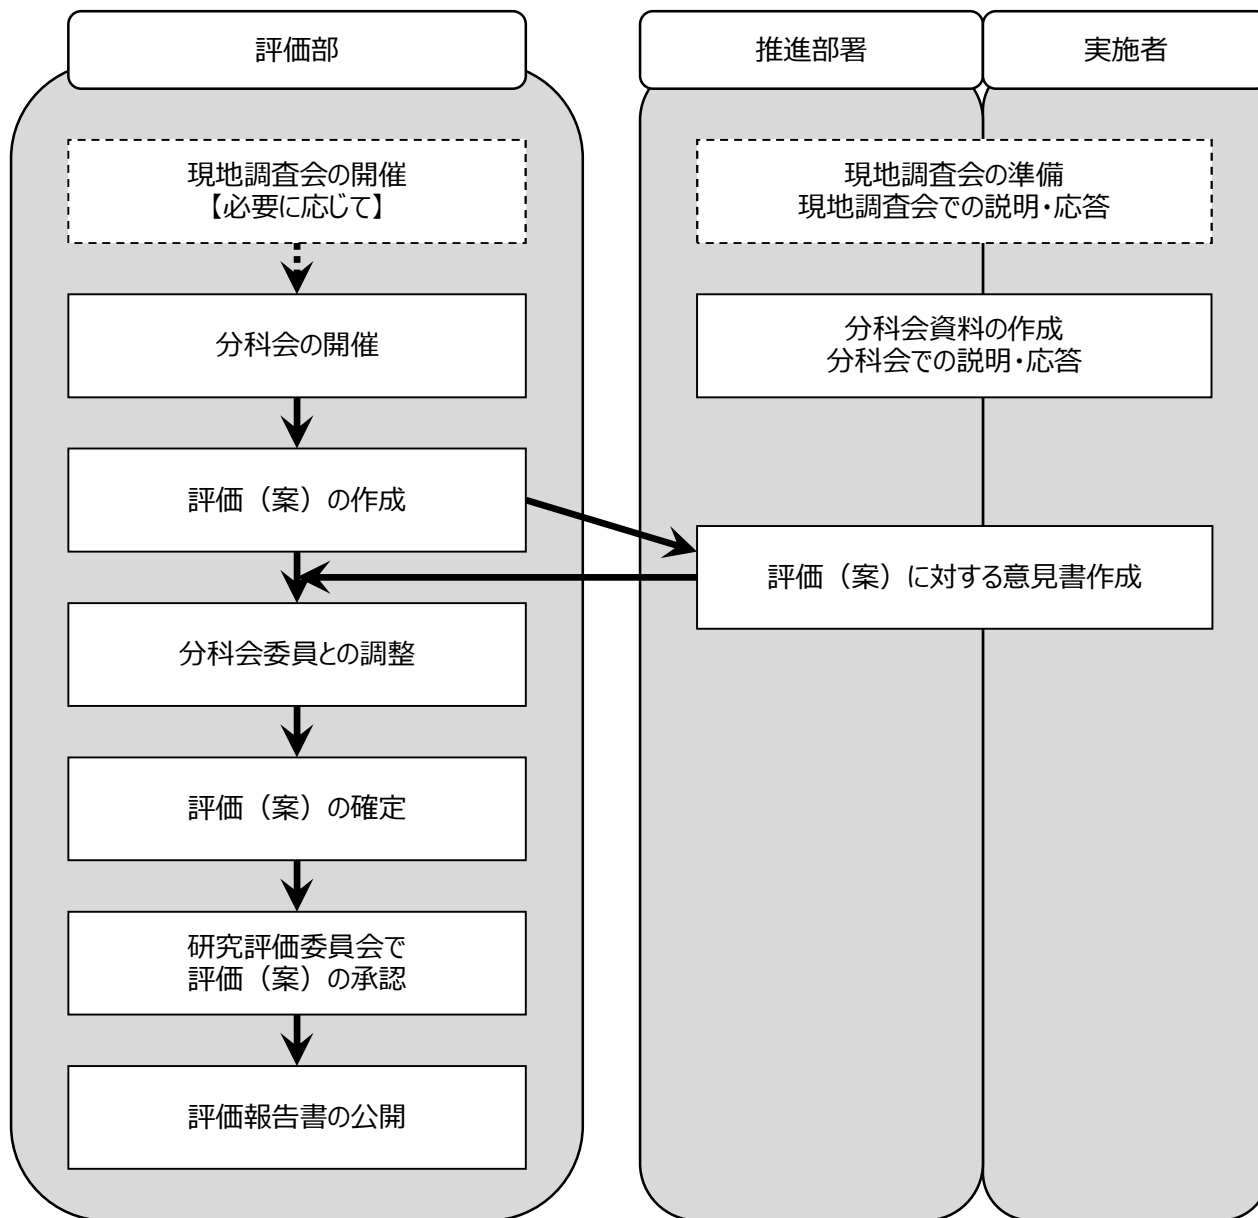 評価部
推進部署
実施者
現地調査会の開催
【必要に応じて】
現地調査会の準備
現地調査会での説明・応答
分科会の開催
分科会資料の作成
分科会での説明・応答
評価（案）の作成
評価（案）に対する意見書作成
分科会委員との調整
評価（案）の確定
研究評価委員会で
評価（案）の承認
評価報告書の公開